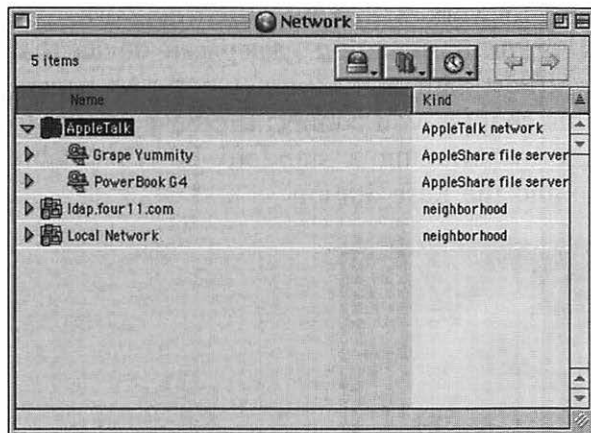 Network
5 items
Name Kind
AppleTalk AppleTalk network
Grape Yummity AppleShare file server
PowerBook G4 AppleShare file server
ldap.four11.com neighborhood
Local Network neighborhood